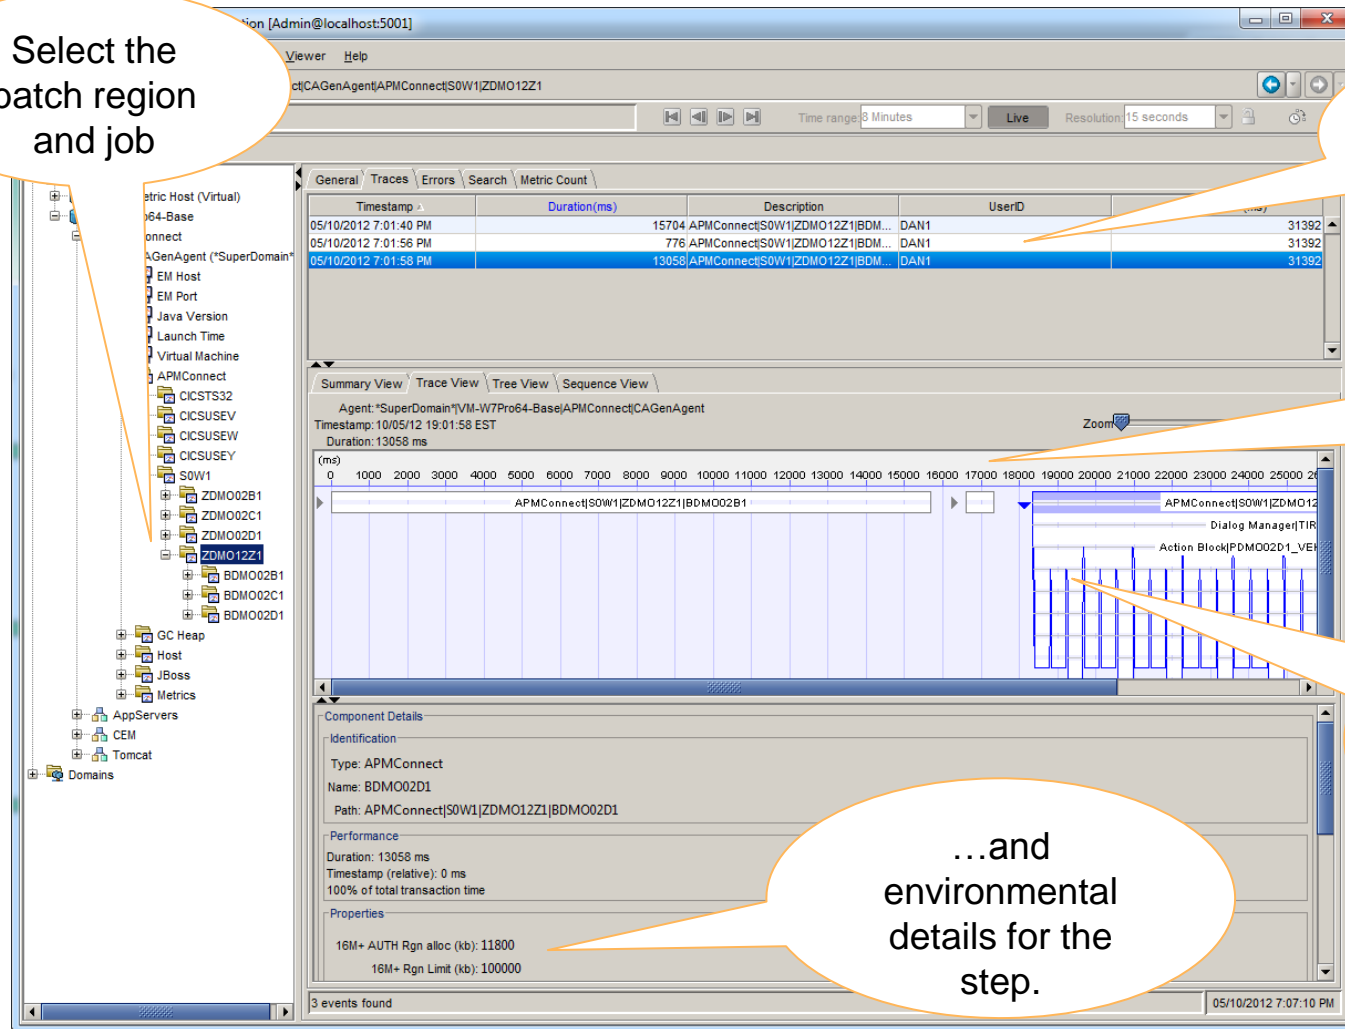 Select the
batch region
and job
tion [Admin@localhost:5001]
Viewer Help
ct|CAGenAgent|APMConnect|S0W1|ZDMO12Z1
Time range: 8 Minutes Live Resolution: 15 seconds
General Traces Errors Search Metric Count
Timestamp Duration(ms) Description UserID (ms)
05/10/2012 7:01:40 PM 15704 APMConnect|S0W1|ZDMO12Z1|BDM... DAN1 31392
05/10/2012 7:01:56 PM 776 APMConnect|S0W1|ZDMO12Z1|BDM... DAN1 31392
05/10/2012 7:01:58 PM 13058 APMConnect|S0W1|ZDMO12Z1|BDM... DAN1 31392
etric Host (Virtual)
o64-Base
onnect
AGenAgent (*SuperDomain*
EM Host
EM Port
Java Version
Launch Time
Virtual Machine
APMConnect
CICSTS32
CICSUSEV
CICSUSEW
CICSUSEY
S0W1
ZDMO02B1
ZDMO02C1
ZDMO02D1
ZDMO12Z1
BDMO02B1
BDMO02C1
BDMO02D1
GC Heap
Host
JBoss
Metrics
AppServers
CEM
Tomcat
Domains
Summary View Trace View Tree View Sequence View
Agent: *SuperDomain*|VM-W7Pro64-Base|APMConnect|CAGenAgent
Timestamp: 10/05/12 19:01:58 EST
Zoom
Duration: 13058 ms
(ms)
0 1000 2000 3000 4000 5000 6000 7000 8000 9000 10000 11000 12000 13000 14000 15000 16000 17000 18000 19000 20000 21000 22000 23000 24000 25000 26
APMConnect|S0W1|ZDMO12Z1|BDMO02B1 APMConnect|S0W1|ZDMO12
Dialog Manager|TIR
Action Block|PDMO02D1_VEH
Component Details
Identification
Type: APMConnect
Name: BDMO02D1
Path: APMConnect|S0W1|ZDMO12Z1|BDMO02D1
Performance
Duration: 13058 ms
Timestamp (relative): 0 ms
100% of total transaction time
Properties
16M+ AUTH Rgn alloc (kb): 11800
16M+ Rgn Limit (kb): 100000
…and
environmental
details for the
step.
3 events found
05/10/2012 7:07:10 PM